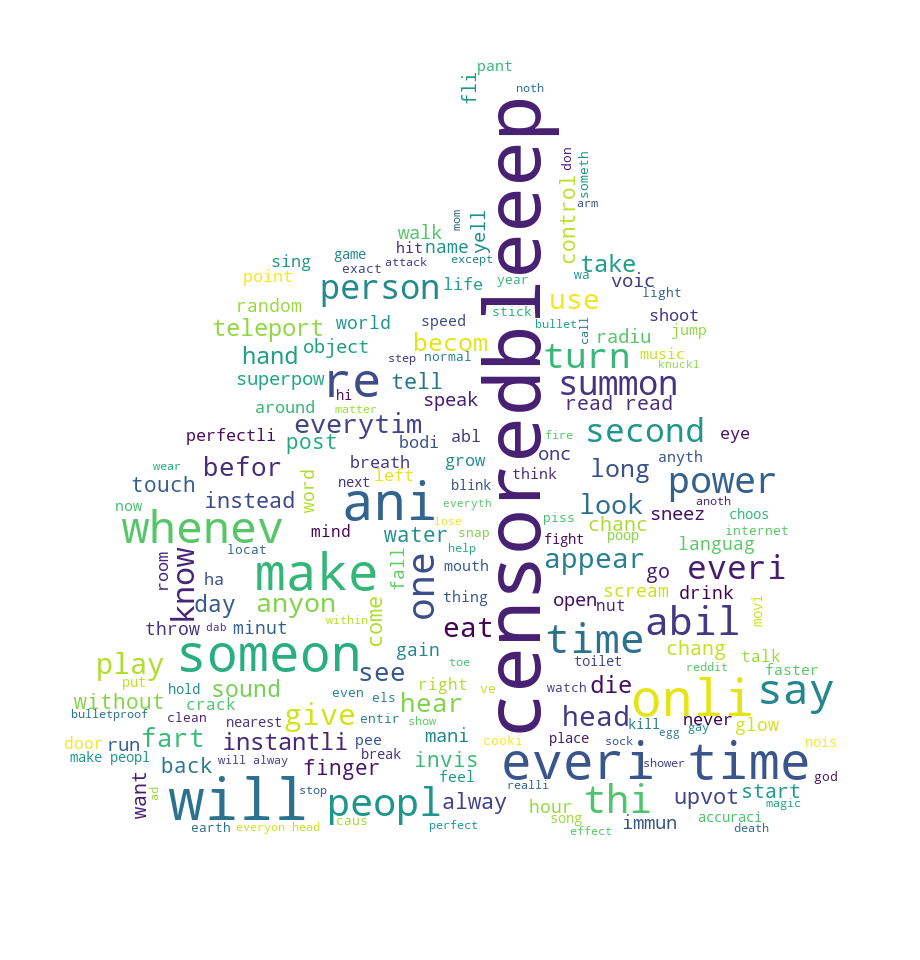 pant
fli
noth
censoredbleeep
don
someth
control
arm
mom
yell
walk
hit
name
sing
game
exact
attack
except
take
wa
voic
point
person
life
year
use
light
random
stick
shoot
teleport
world
speed
bullet
call
radiu
jump
hand
object
becom
step
normal
turn
music
knuckl
superpow
re
tell
summon
hi
speak
read read
around
matter
everytim
perfectli
post
bodi
abl
fire
second
eye
wear
befor
breath
grow
onc
think
long
anyth
touch
word
next
left
blink
power
instead
ani
everyth
look
anoth
now
whenev
mind
lose
water
snap
piss
chanc
sneez
choos
fight
poop
internet
locat
help
languag
room
know
make
fall
one
mouth
appear
go
everi
ha
day
anyon
come
thing
open
nut
scream
drink
movi
throw
dab
minut
within
eat
time
abil
someon
gain
toe
toilet
chang
talk
play
see
reddit
faster
put
hold
sound
even
els
right
ve
watch
die
onli
say
without
crack
hear
bulletproof
clean
nearest
give
entir
show
head
kill
never
glow
egg
gay
door
run
fart
instantli
pee
mani
cooki
place
sock
nois
make peopl
will alway
break
invis
everi time
shower
back
finger
feel
god
want
ad
will
stop
peopl
alway
realli
thi
upvot
start
magic
hour
earth
everyon head
caus
perfect
song
effect
immun
accuraci
death